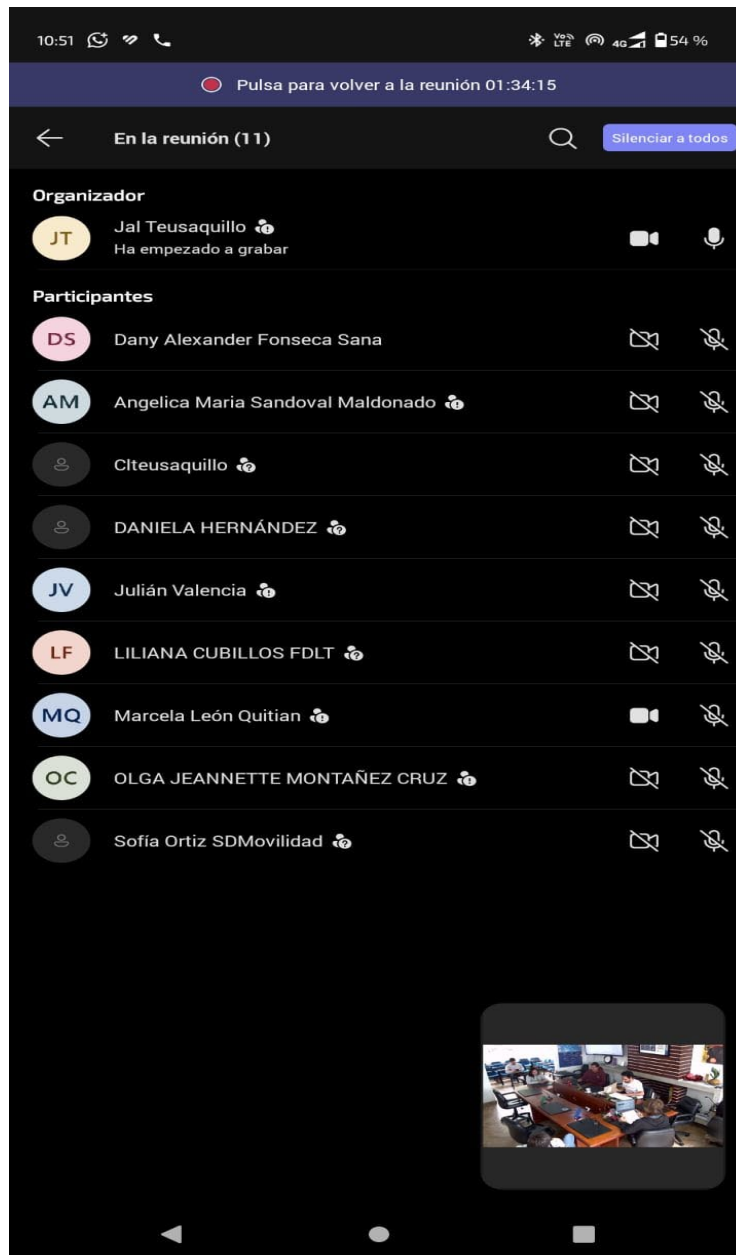 10:51 VoD LTE 4G 54 %
Pulsa para volver a la reunión 01:34:15
En la reunión (11) Silenciar a todos
Organizador
JT Jal Teusaquillo
Ha empezado a grabar
Participantes
DS Dany Alexander Fonseca Sana
AM Angelica Maria Sandoval Maldonado
Clteusaquillo
DANIELA HERNÁNDEZ
JV Julián Valencia
LF LILIANA CUBILLOS FDLT
MQ Marcela León Quitian
OC OLGA JEANNETTE MONTAÑEZ CRUZ
Sofía Ortiz SDMovilidad